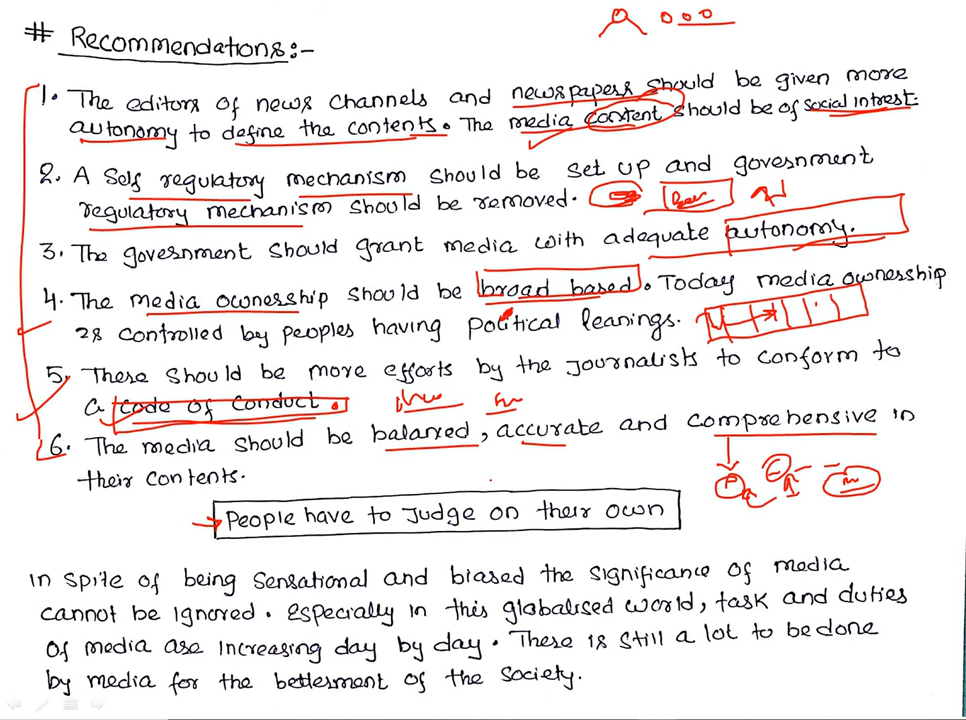 # Recommendations:-
1. The editors of news channels and newspapers should be given more
autonomy to define the contents. The media content should be of social intrest.
2. A Self regulatory mechanism should be set up and government
regulatory mechanism should be removed.
3. The government should grant media with adequate autonomy.
4. The media ownership should be broad based. Today media ownership
is controlled by peoples having political leanings.
5. There should be more efforts by the journalists to conform to
a code of conduct.
6. The media should be balanced, accurate and comprehensive in
their contents.
People have to judge on their own
In spite of being sensational and biased the significance of media
cannot be ignored. Especially in this globalised world, task and duties
of media are increasing day by day. There is still a lot to be done
by media for the betterment of the society.